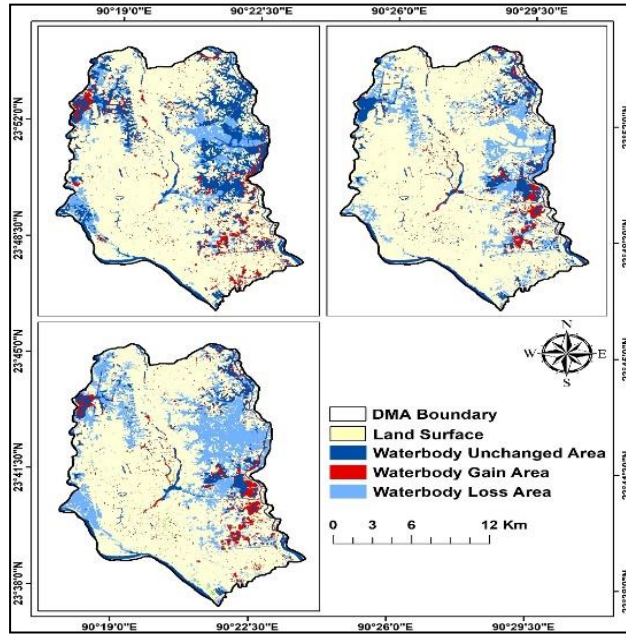 90°19'0"E 90°22'30"E 90°26'0"E 90°29'30"E
23°52'0"N
23°48'30"N
23°45'0"N
23°41'30"N
23°38'0"N
N
W E
S
DMA Boundary
Land Surface
Waterbody Unchanged Area
Waterbody Gain Area
Waterbody Loss Area
0 3 6 12 Km
90°19'0"E 90°22'30"E 90°26'0"E 90°29'30"E